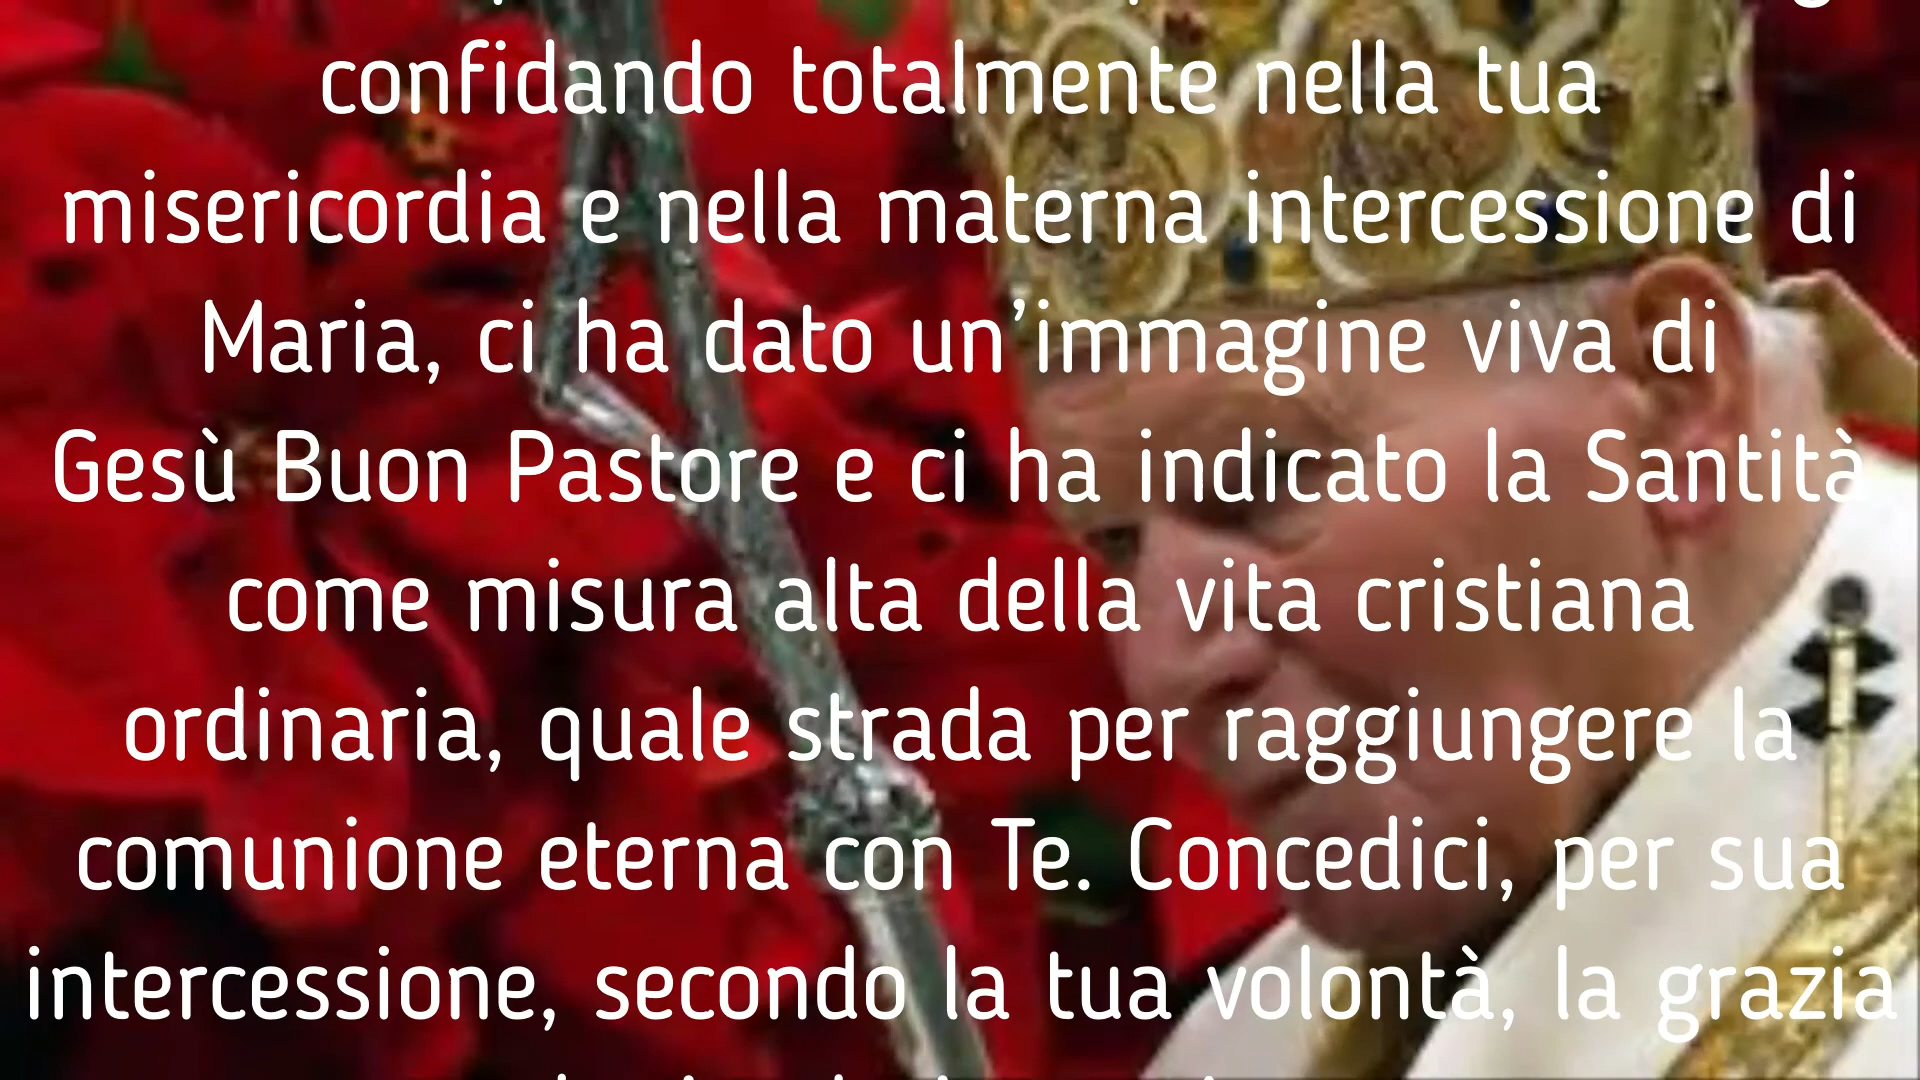 confidando totalmente nella tua
misericordia e nella materna intercessione di
Maria, ci ha dato un’immagine viva di
Gesù Buon Pastore e ci ha indicato la Santità
come misura alta della vita cristiana
ordinaria, quale strada per raggiungere la
comunione eterna con Te. Concedici, per sua
intercessione, secondo la tua volontà, la grazia